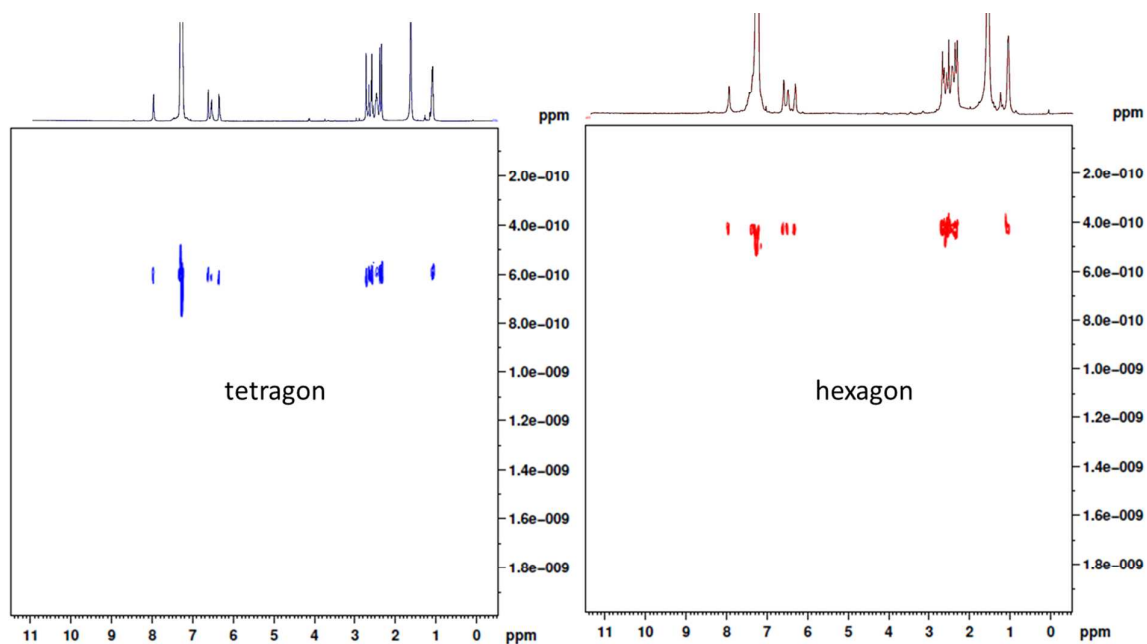 ppm
2.0e-010
4.0e-010
6.0e-010
8.0e-010
1.0e-009
1.2e-009
1.4e-009
1.6e-009
1.8e-009
tetragon
11 10 9 8 7 6 5 4 3 2 1 0 ppm
ppm
2.0e-010
4.0e-010
6.0e-010
8.0e-010
1.0e-009
1.2e-009
1.4e-009
1.6e-009
1.8e-009
hexagon
11 10 9 8 7 6 5 4 3 2 1 0 ppm